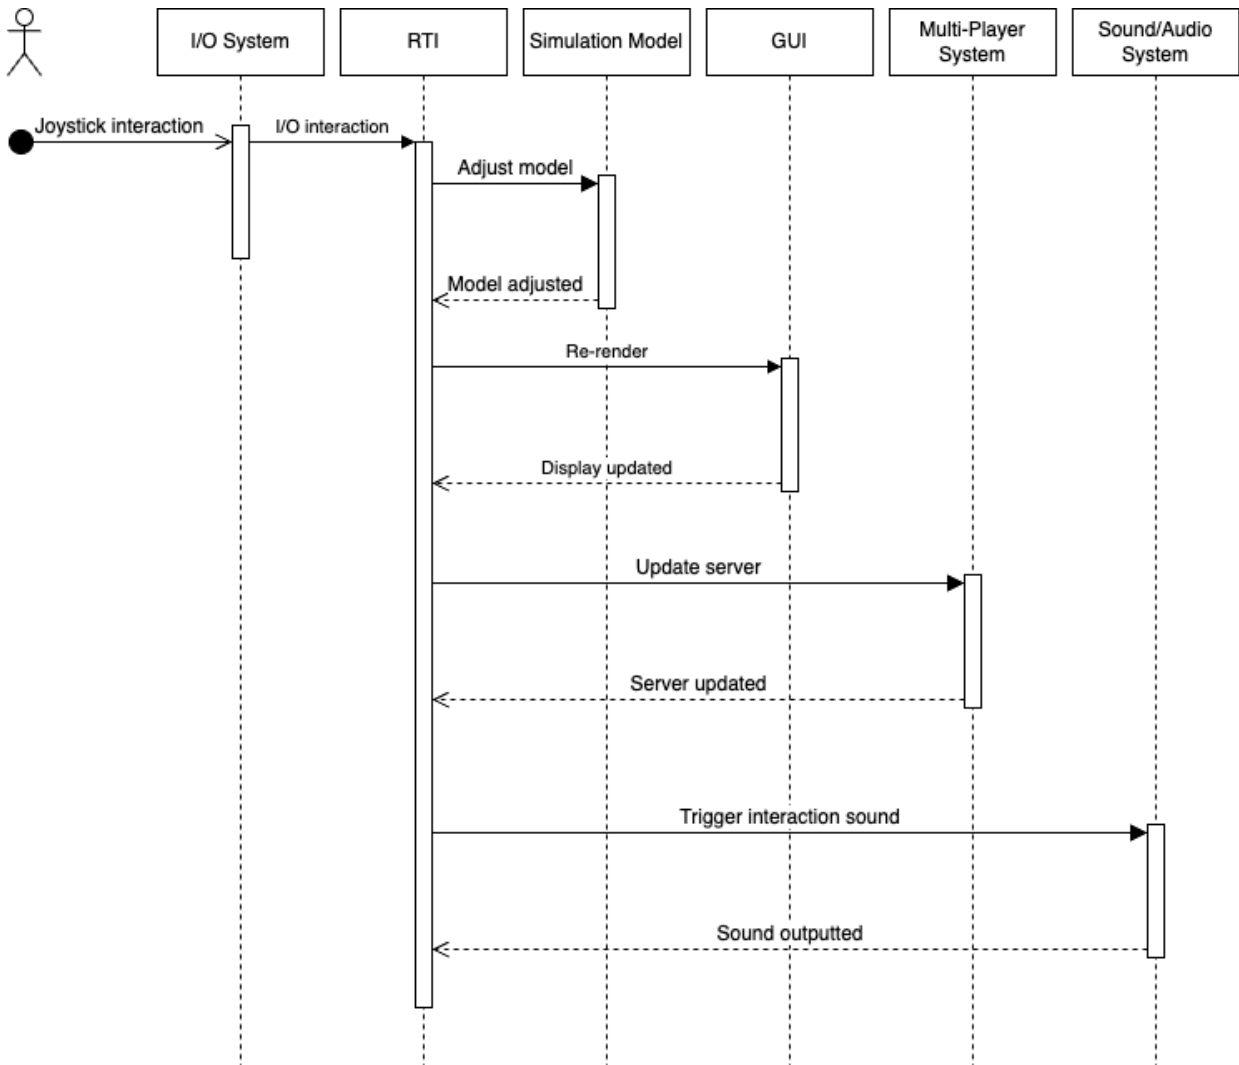 I/O System
RTI
Simulation Model
GUI
Multi-Player
System
Sound/Audio
System
Joystick interaction
I/O interaction
Adjust model
Model adjusted
Re-render
Display updated
Update server
Server updated
Trigger interaction sound
Sound outputted